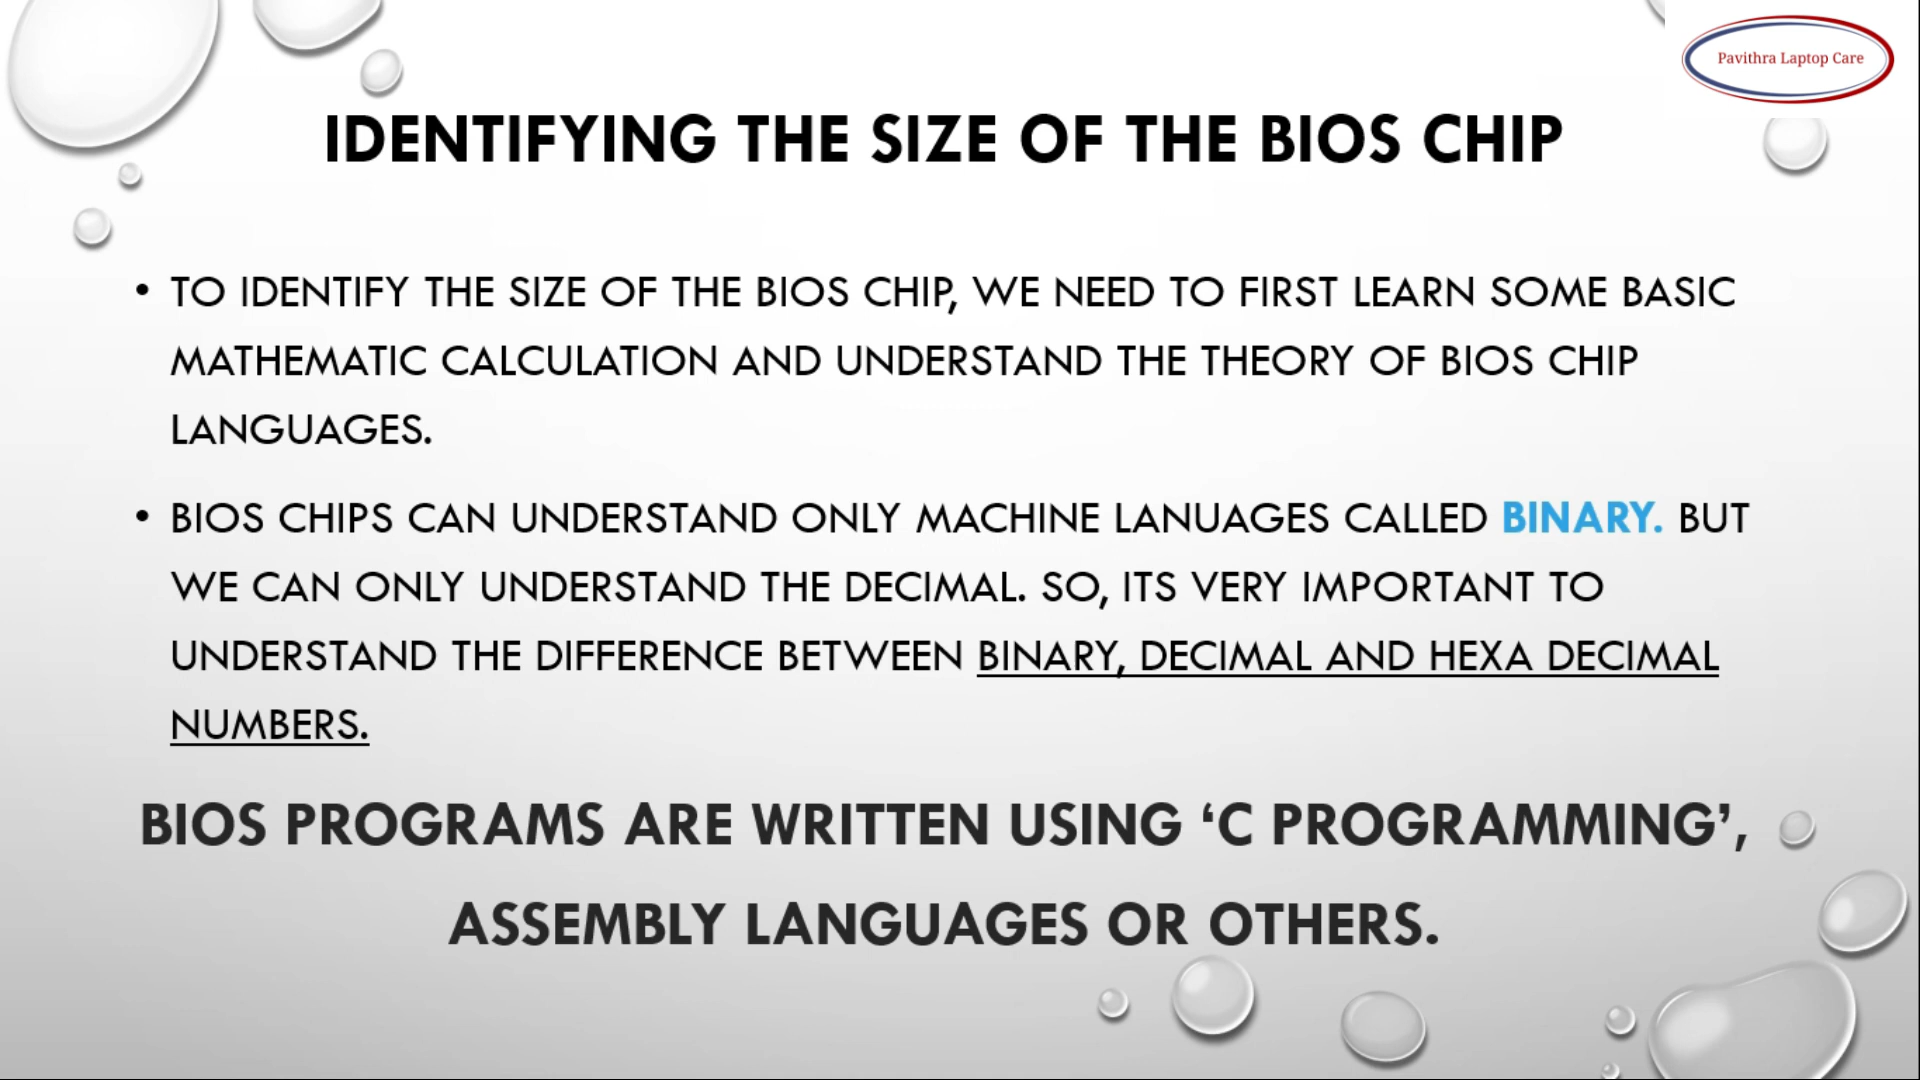 Pavithra Laptop Care
IDENTIFYING THE SIZE OF THE BIOS CHIP
• TO IDENTIFY THE SIZE OF THE BIOS CHIP, WE NEED TO FIRST LEARN SOME BASIC
MATHEMATIC CALCULATION AND UNDERSTAND THE THEORY OF BIOS CHIP
LANGUAGES.
• BIOS CHIPS CAN UNDERSTAND ONLY MACHINE LANUAGES CALLED BINARY. BUT
WE CAN ONLY UNDERSTAND THE DECIMAL. SO, ITS VERY IMPORTANT TO
UNDERSTAND THE DIFFERENCE BETWEEN BINARY, DECIMAL AND HEXA DECIMAL
NUMBERS.
BIOS PROGRAMS ARE WRITTEN USING ‘C PROGRAMMING’,
ASSEMBLY LANGUAGES OR OTHERS.